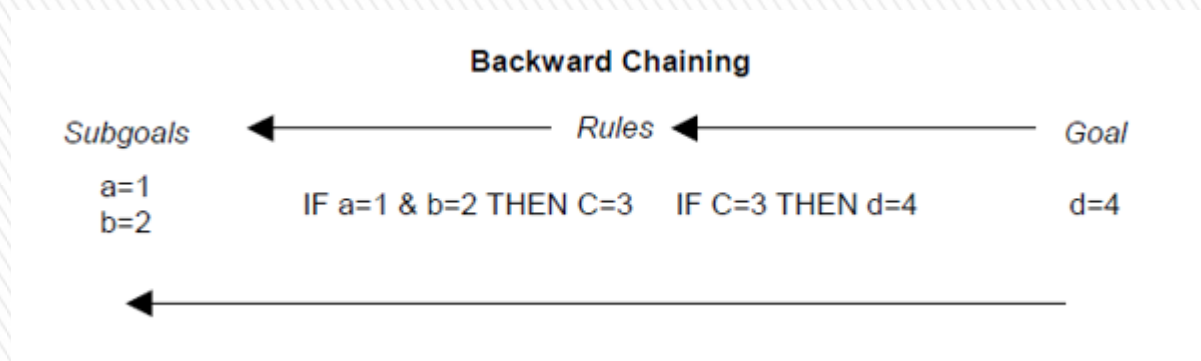 Backward Chaining
Subgoals Rules Goal
a=1
b=2
IF a=1 & b=2 THEN C=3 IF C=3 THEN d=4 d=4